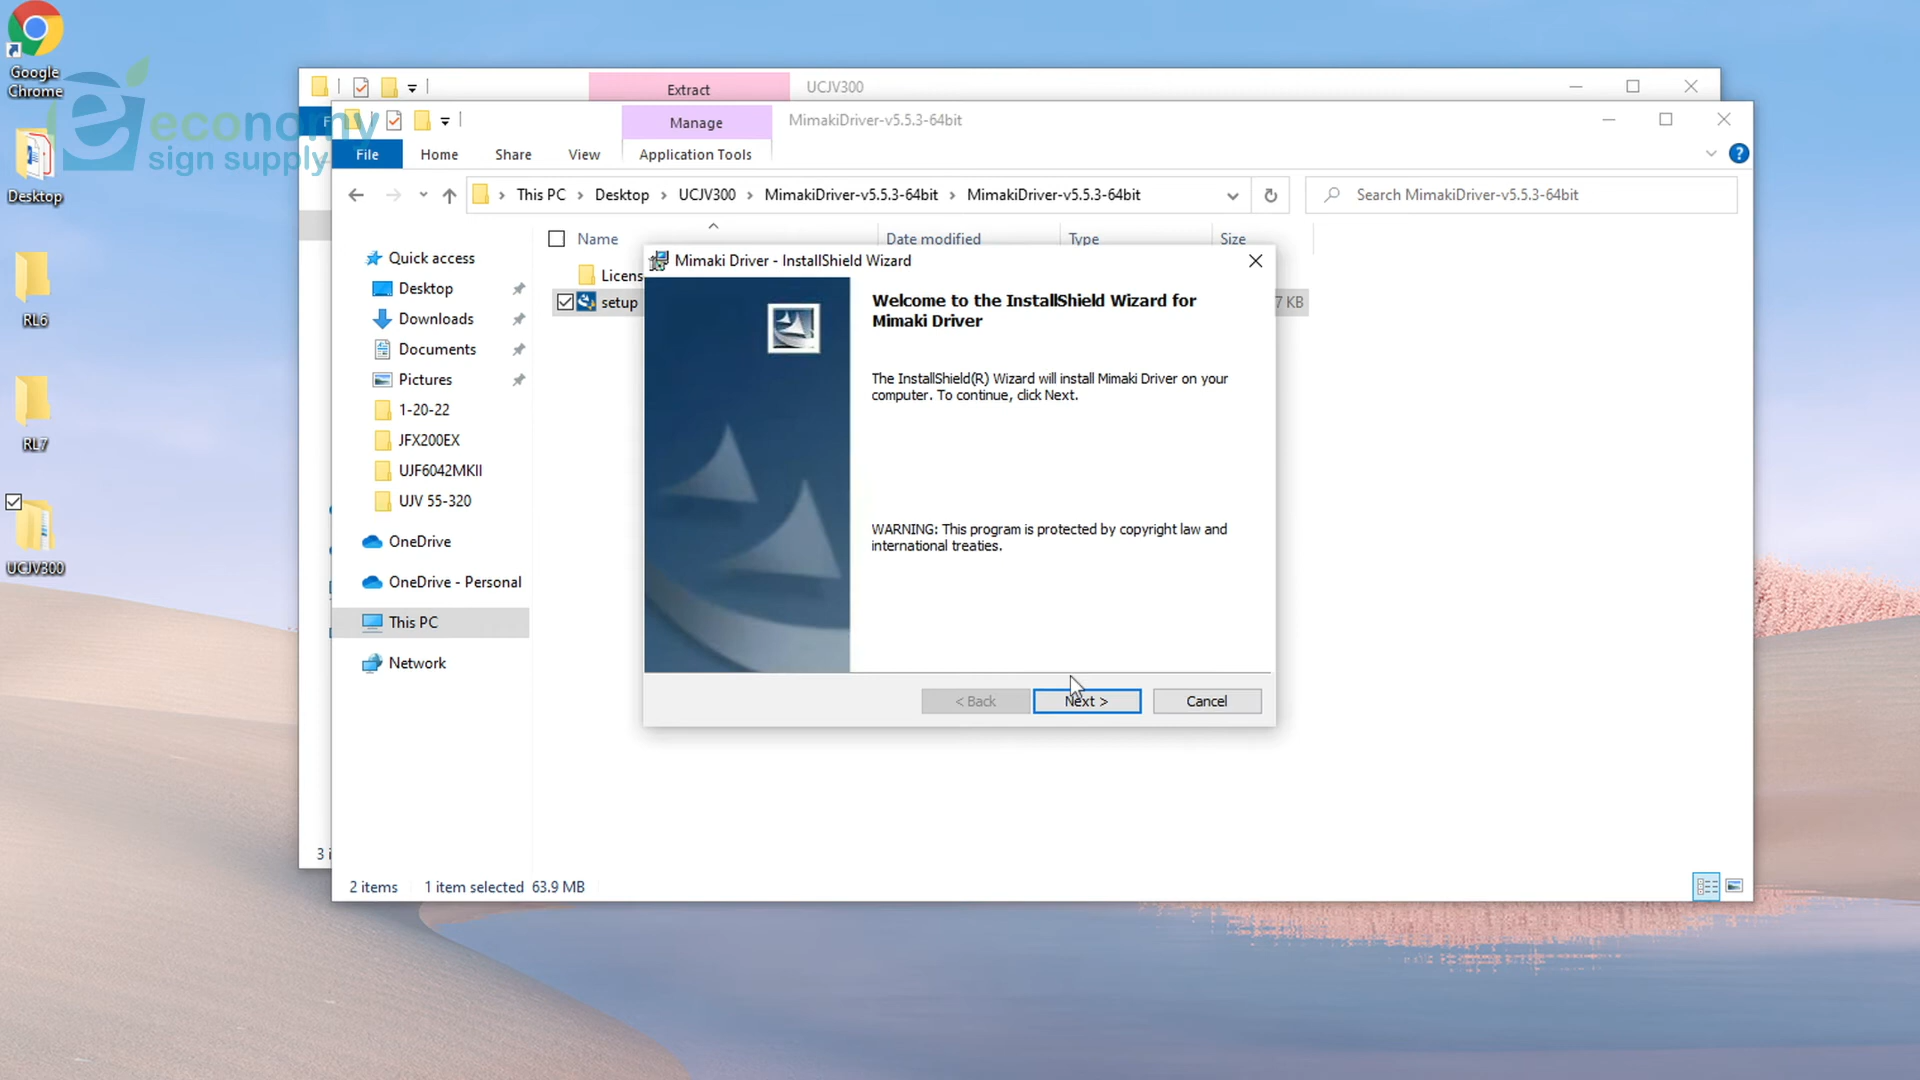 Google
Chrome
economy
sign supply
Desktop
RL6
RL7
UCJV300
Extract
UCJV300
Manage
MimakiDriver-v5.5.3-64bit
File
Home
Share
View
Application Tools
This PC
Desktop
UCJV300
MimakiDriver-v5.5.3-64bit
MimakiDriver-v5.5.3-64bit
Search MimakiDriver-v5.5.3-64bit
Name
Date modified
Type
Size
Quick access
Desktop
Downloads
Documents
Pictures
1-20-22
JFX200EX
UJF6042MKII
UJV 55-320
OneDrive
OneDrive - Personal
This PC
Network
Licens
setup
7 KB
Mimaki Driver - InstallShield Wizard
Welcome to the InstallShield Wizard for
Mimaki Driver
The InstallShield(R) Wizard will install Mimaki Driver on your
computer. To continue, click Next.
WARNING: This program is protected by copyright law and
international treaties.
< Back
Next >
Cancel
3 i
2 items
1 item selected 63.9 MB